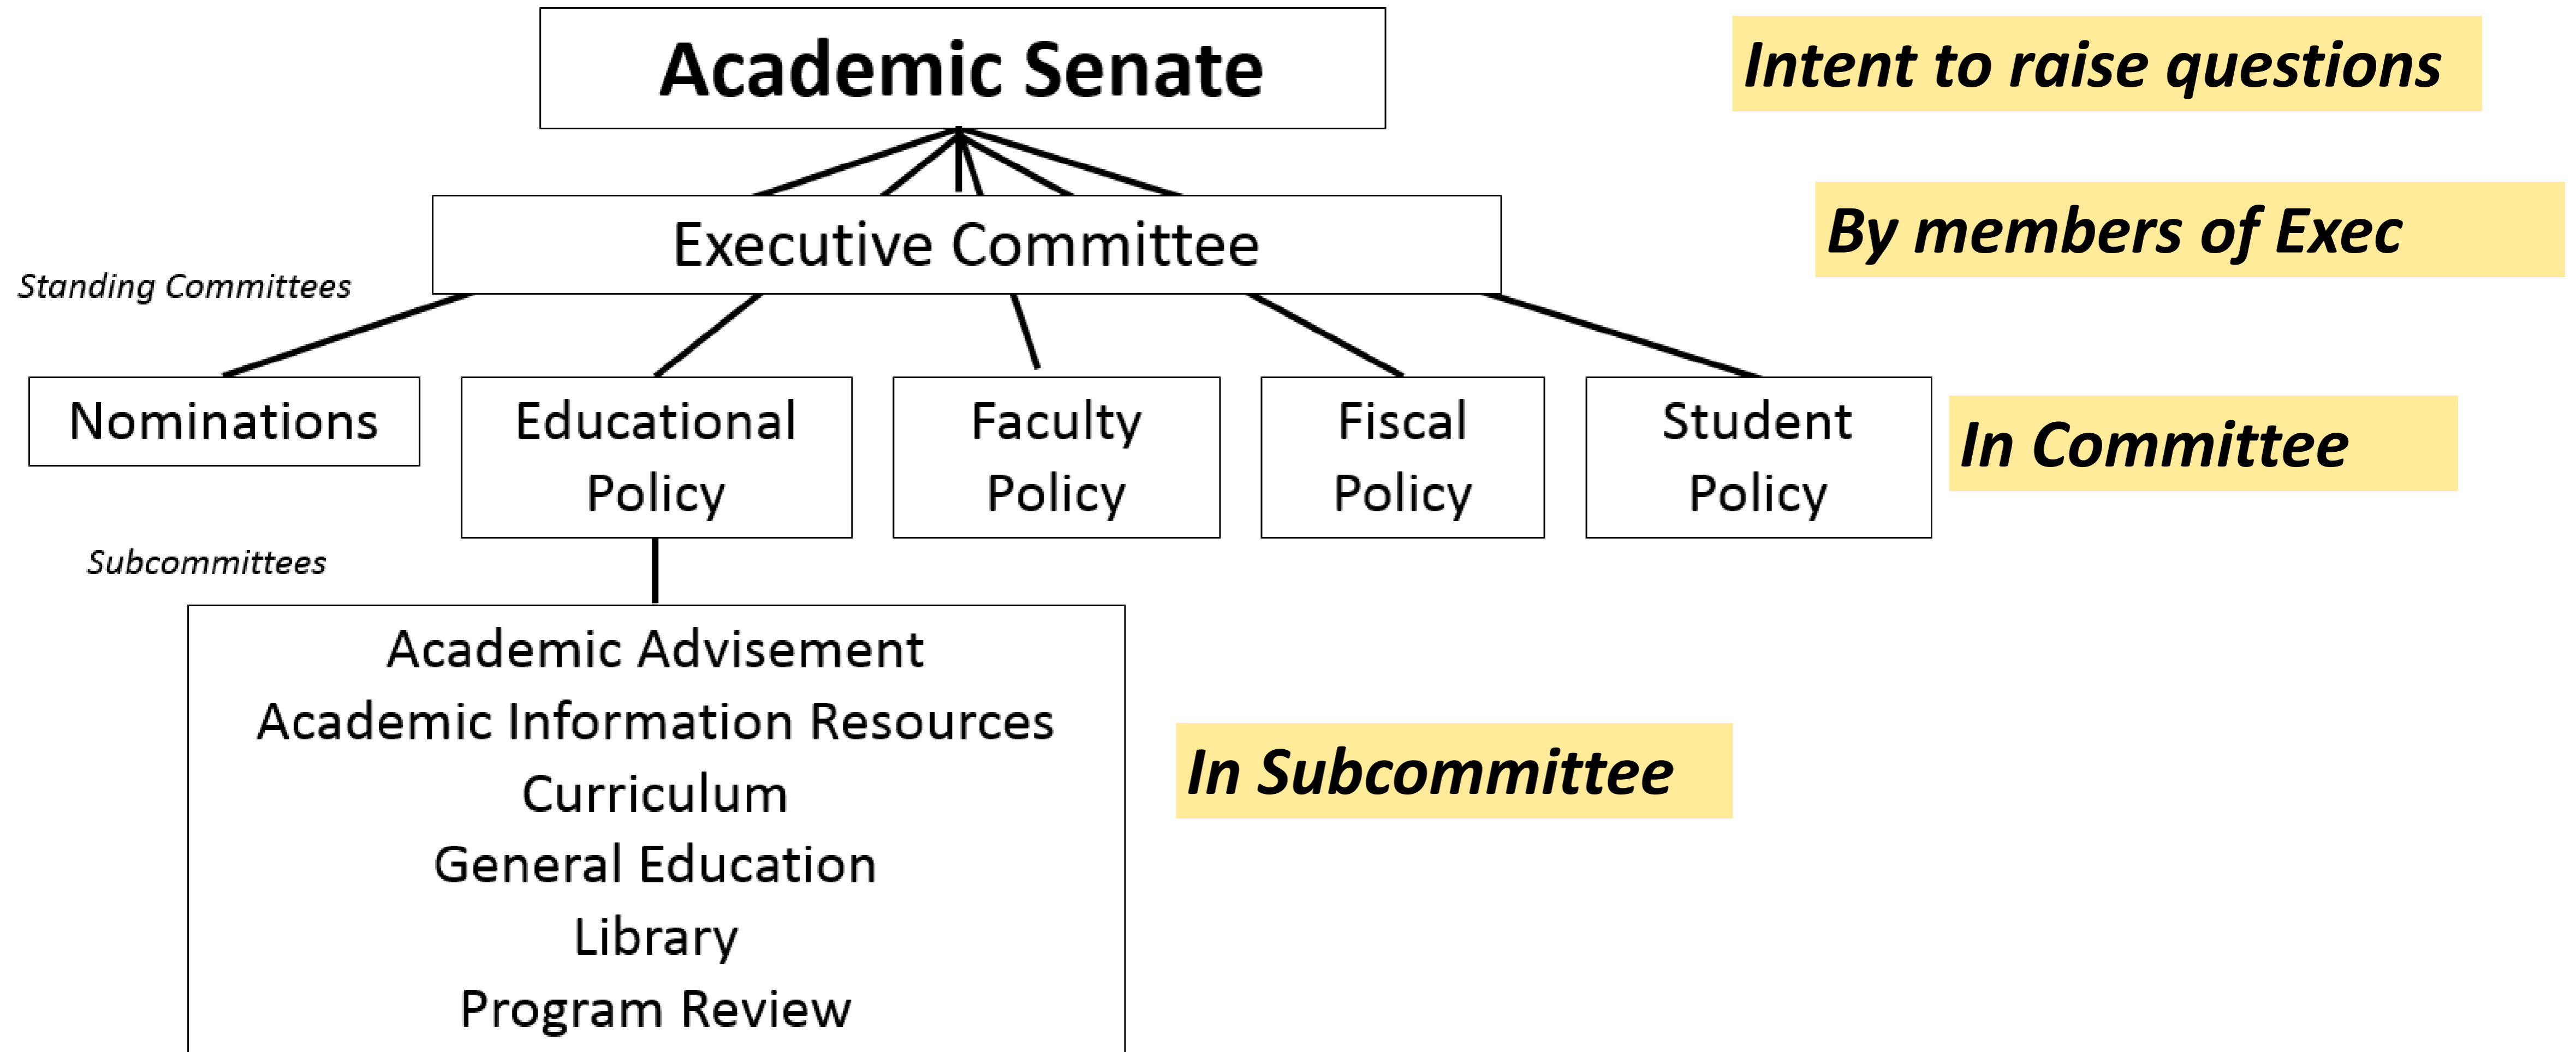 Academic Senate
Intent to raise questions
Executive Committee
By members of Exec
Standing Committees
Nominations
Educational
Policy
Faculty
Policy
Fiscal
Policy
Student
Policy
In Committee
Subcommittees
Academic Advisement
Academic Information Resources
Curriculum
General Education
Library
Program Review
In Subcommittee